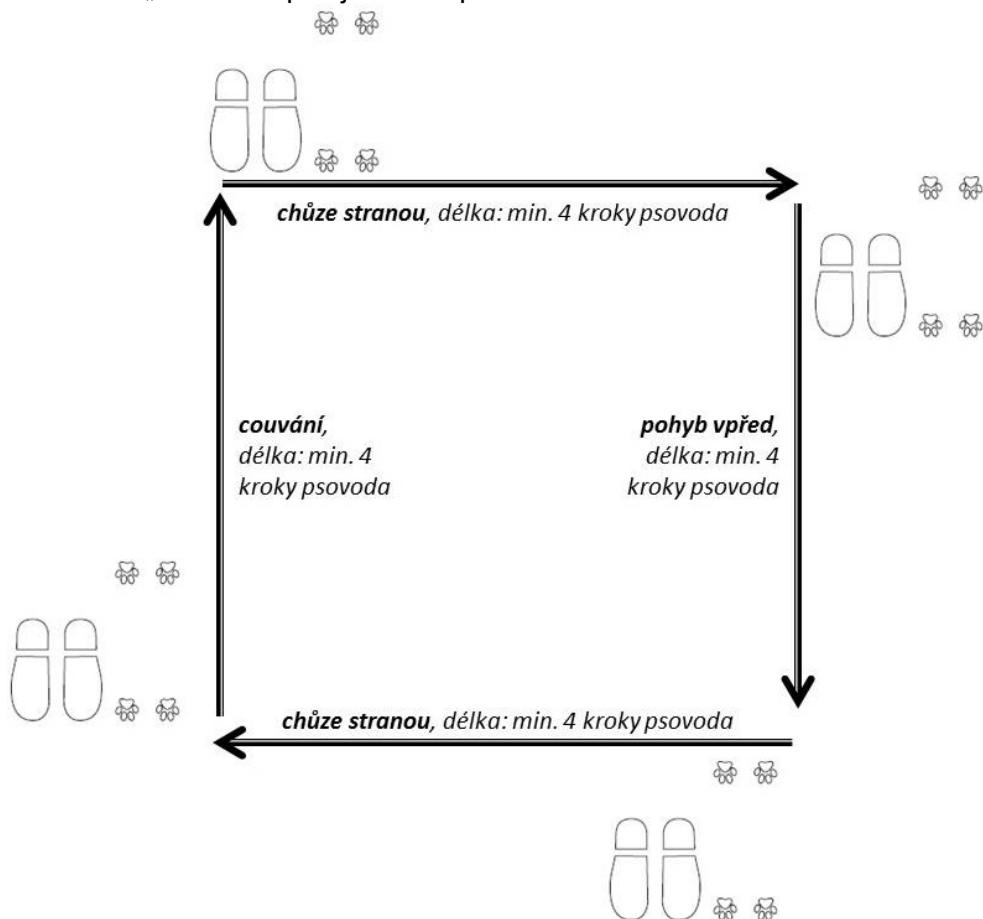 chůze stranou, délka: min. 4 kroky psovoda
couvání,
délka: min. 4
kroky psovoda
pohyb vpřed,
délka: min. 4
kroky psovoda
chůze stranou, délka: min. 4 kroky psovoda